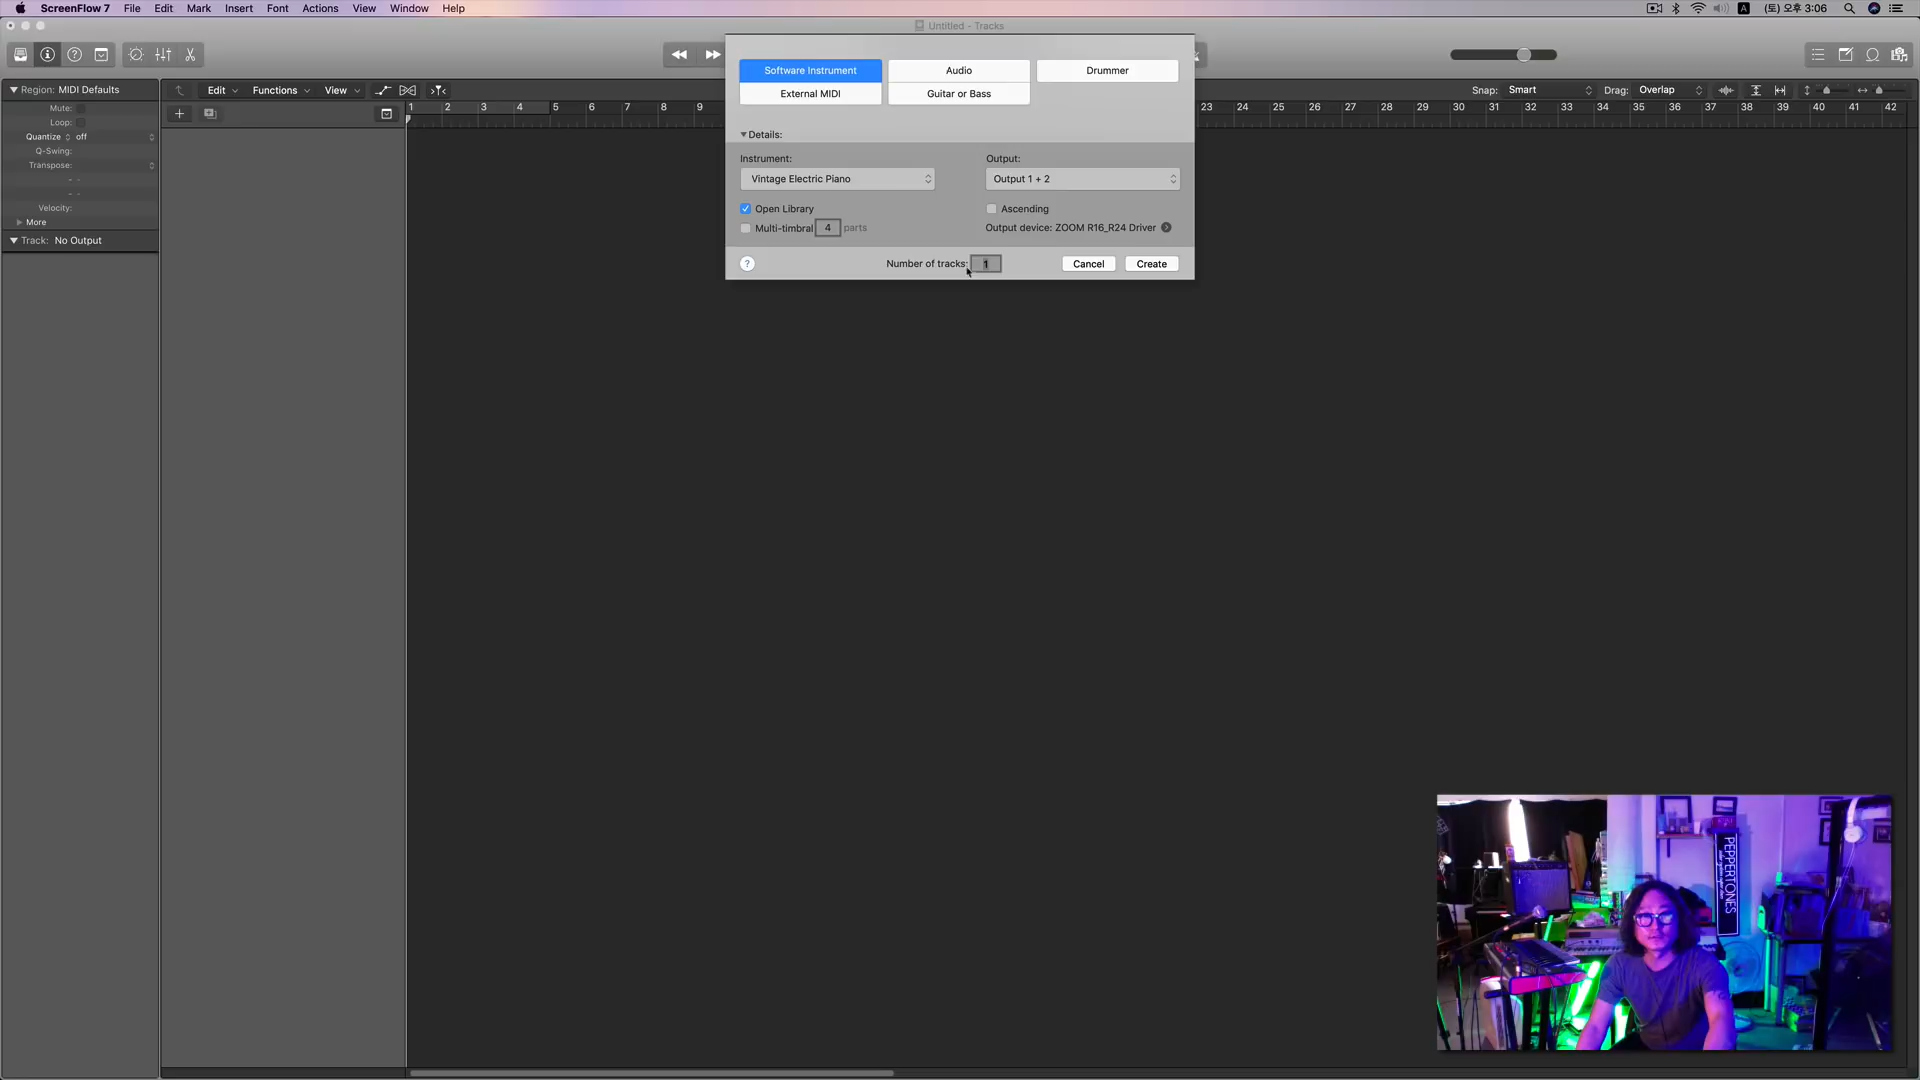 ScreenFlow 7 File Edit Mark Insert Font Actions View Window Help A (토) 오후 3:06
Untitled - Tracks
Software Instrument Audio Drummer
External MIDI Guitar or Bass
Region: MIDI Defaults
Edit Functions View
Snap: Smart Drag: Overlap
Mute:
Loop:
Quantize off
Q-Swing:
Transpose:
Velocity:
More
Track: No Output
1 2 3 4 5 6 7 8 9 23 24 25 26 27 28 29 30 31 32 33 34 35 36 37 38 39 40 41 42
Details:
Instrument: Output:
Vintage Electric Piano Output 1 + 2
Open Library Ascending
Multi-timbral 4 parts Output device: ZOOM R16_R24 Driver
? Number of tracks: 1 Cancel Create
PEPPERTONES